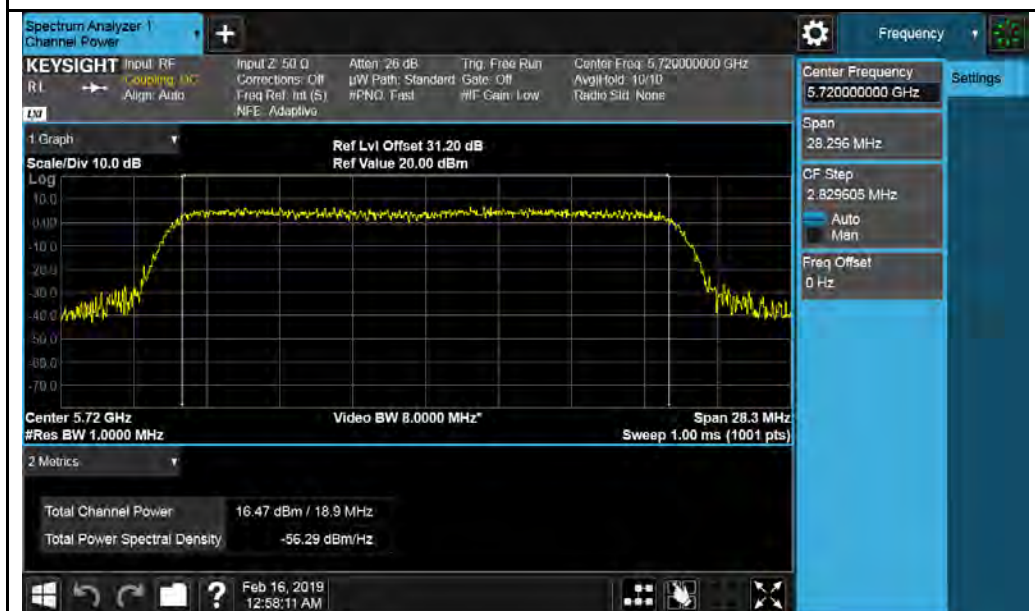 Spectrum Analyzer 1
Channel Power
Frequency
KEYSIGHT
R L
LXI
Input: RF
Coupling: DC
Align: Auto
Input Z: 50 Ω
Corrections: Off
Freq Ref: Int (S)
NFE: Adaptive
Atten: 26 dB
µW Path: Standard
#PNO: Fast
Trig: Free Run
Gate: Off
#IF Gain: Low
Center Freq: 5.720000000 GHz
Avg|Hold: 10/10
Radio Std: None
Center Frequency
5.720000000 GHz
Settings
Span
28.296 MHz
CF Step
2.829605 MHz
Auto
Man
Freq Offset
0 Hz
1 Graph
Scale/Div 10.0 dB
Ref Lvl Offset 31.20 dB
Ref Value 20.00 dBm
Log
10.0
0.00
-10.0
-20.0
-30.0
-40.0
-50.0
-60.0
-70.0
Center 5.72 GHz
#Res BW 1.0000 MHz
Video BW 8.0000 MHz*
Span 28.3 MHz
Sweep 1.00 ms (1001 pts)
2 Metrics
Total Channel Power 16.47 dBm / 18.9 MHz
Total Power Spectral Density -56.29 dBm/Hz
?
Feb 16, 2019
12:58:11 AM